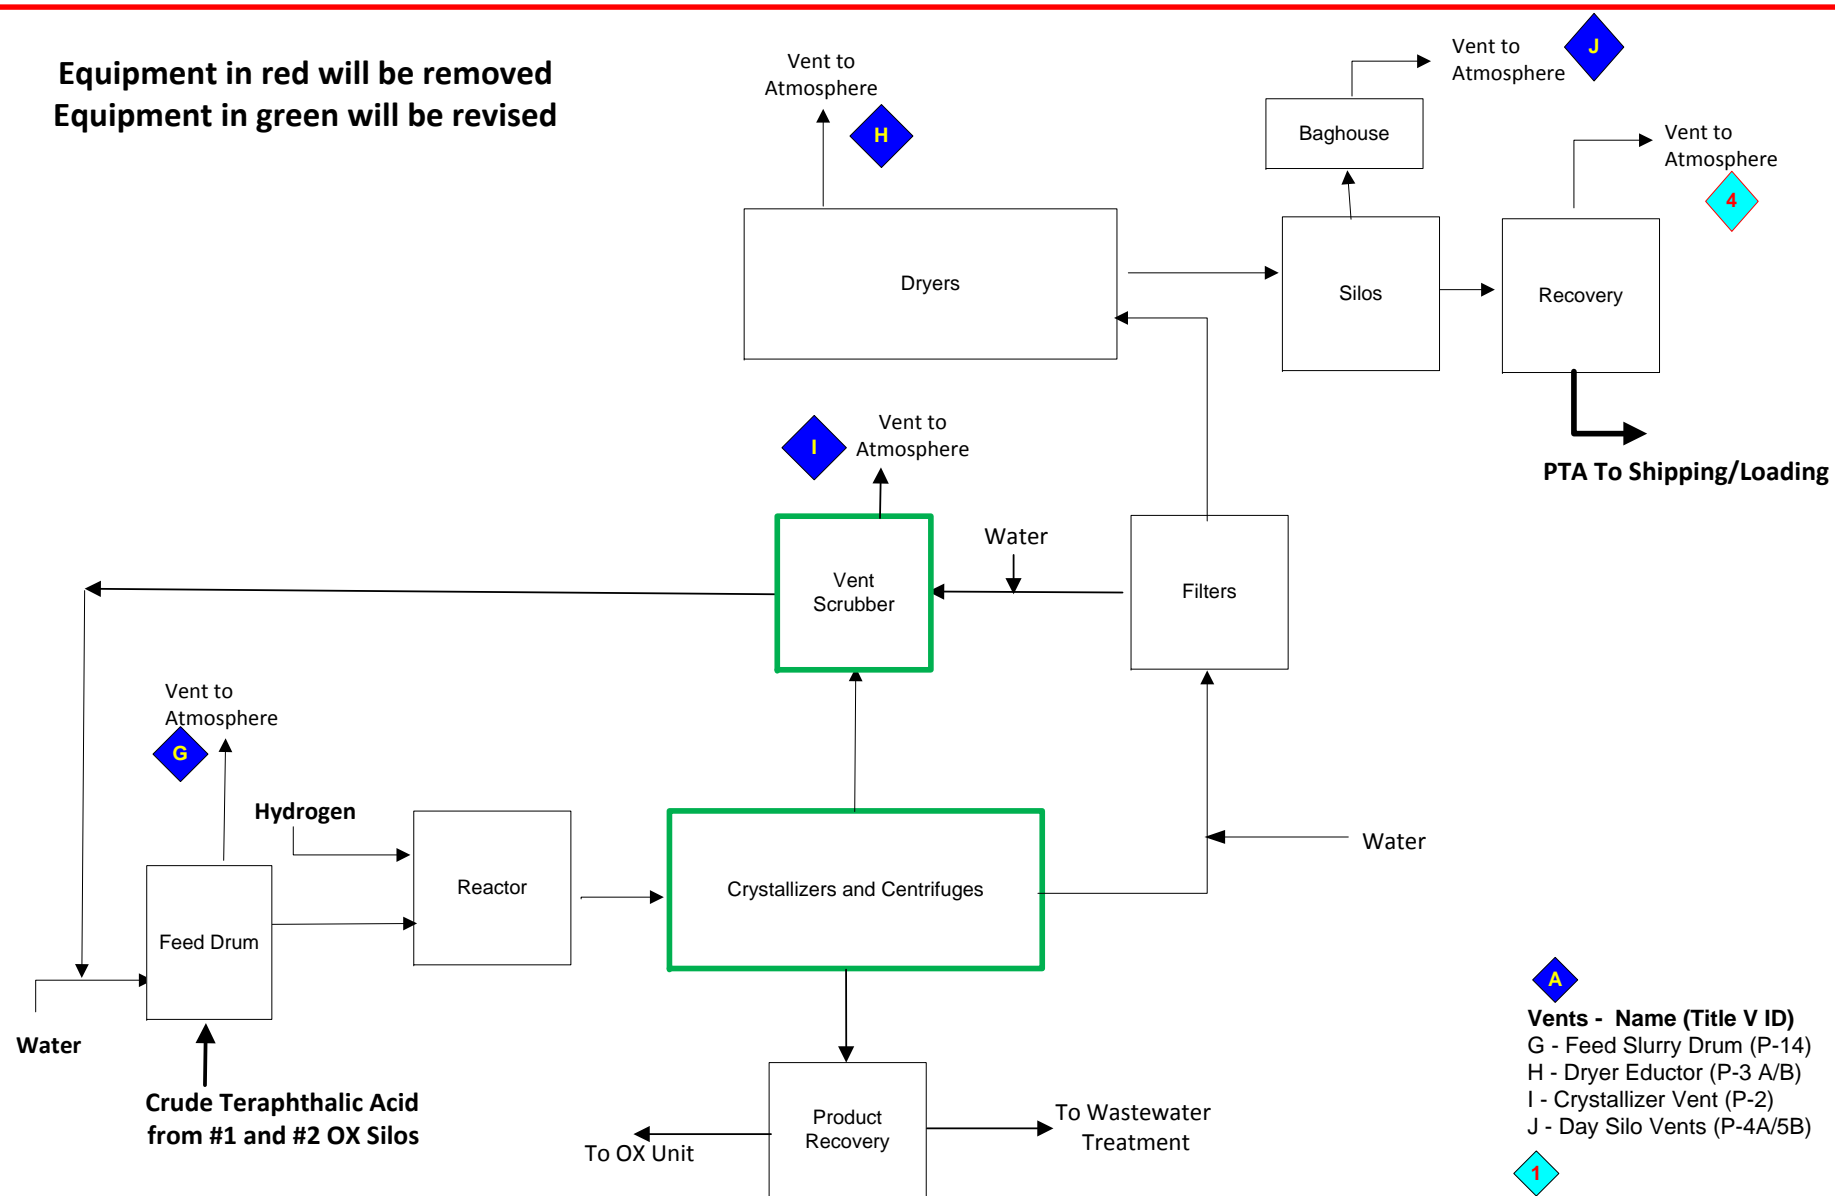 Equipment in red will be removed
Equipment in green will be revised
Vent to
Atmosphere
H
Vent to
Atmosphere
J
Baghouse
Vent to
Atmosphere
4
Dryers
Silos
Recovery
PTA To Shipping/Loading
I
Vent to
Atmosphere
Water
Vent
Scrubber
Filters
Vent to
Atmosphere
G
Hydrogen
Reactor
Crystallizers and Centrifuges
Water
Feed Drum
Water
Crude Teraphthalic Acid
from #1 and #2 OX Silos
Product
Recovery
To OX Unit
To Wastewater
Treatment
A
Vents - Name (Title V ID)
G - Feed Slurry Drum (P-14)
H - Dryer Eductor (P-3 A/B)
I - Crystallizer Vent (P-2)
J - Day Silo Vents (P-4A/5B)
1